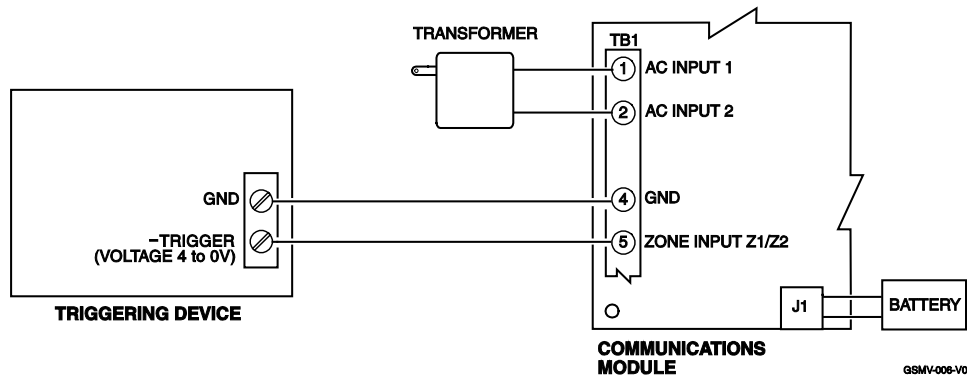 TRANSFORMER
TB1
1 AC INPUT 1
2 AC INPUT 2
GND
4 GND
–TRIGGER
(VOLTAGE 4 to 0V)
5 ZONE INPUT Z1/Z2
TRIGGERING DEVICE
J1
BATTERY
COMMUNICATIONS
MODULE
GSMV-006-V0